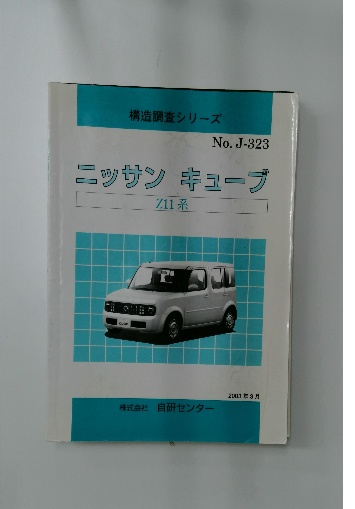 構造調査シリーズ
No. J-323
ニッサン キューブ
Z11系
株式会社 自研センター